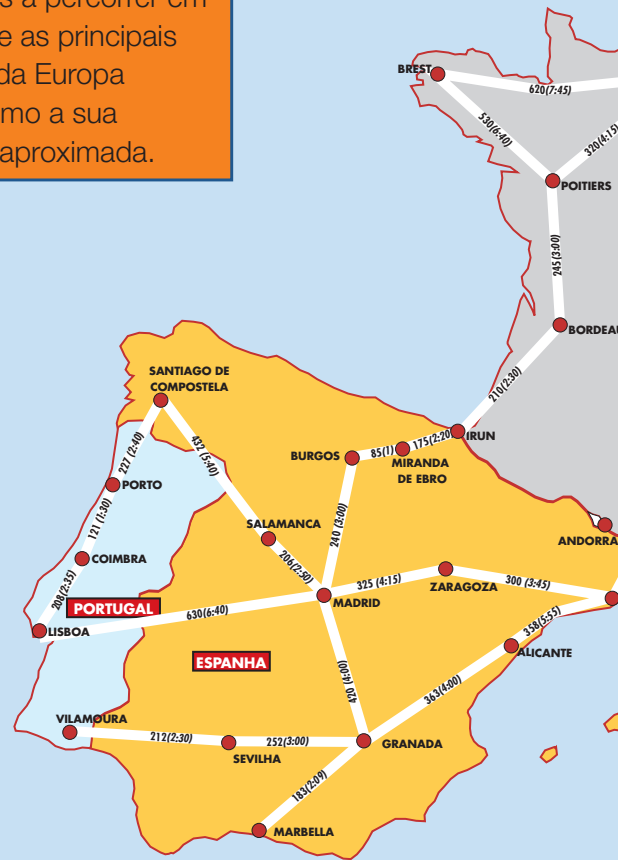 s a percorrer em
e as principais
da Europa
mo a sua
aproximada.
BREST
620(7:45)
530(6:40)
320(4:15)
POITIERS
245(3:00)
BORDEAU
210(2:30)
SANTIAGO DE
COMPOSTELA
227 (2:40)
432 (5:40)
BURGOS
85(1)
175(2:20)
IRUN
MIRANDA
DE EBRO
PORTO
121 (1:30)
SALAMANCA
240 (3:00)
206(2:50)
ANDORRA
COIMBRA
208(2:35)
325 (4:15)
ZARAGOZA
300 (3:45)
PORTUGAL
630(6:40)
MADRID
LISBOA
358(5:55)
ALICANTE
ESPANHA
420 (4:00)
363(4:00)
VILAMOURA
212(2:30)
SEVILHA
252(3:00)
GRANADA
183(2:09)
MARBELLA